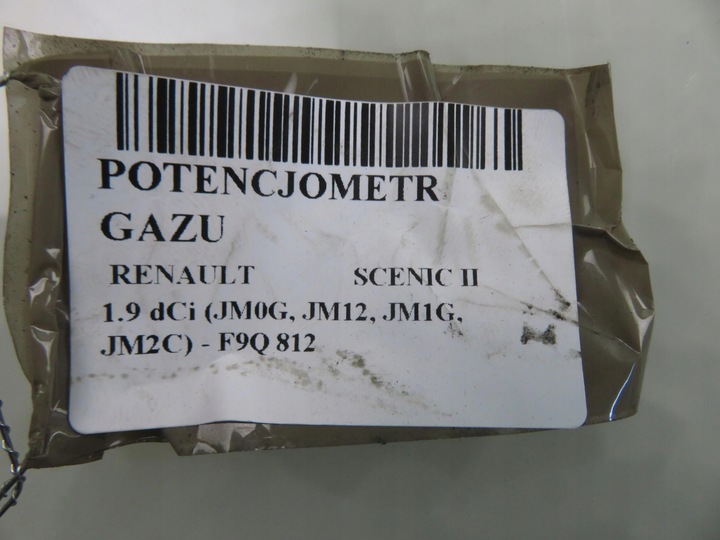 POTENCJOMETR
GAZU
RENAULT SCENIC II
1.9 dCi (JM0G, JM12, JM1G,
JM2C) - F9Q 812